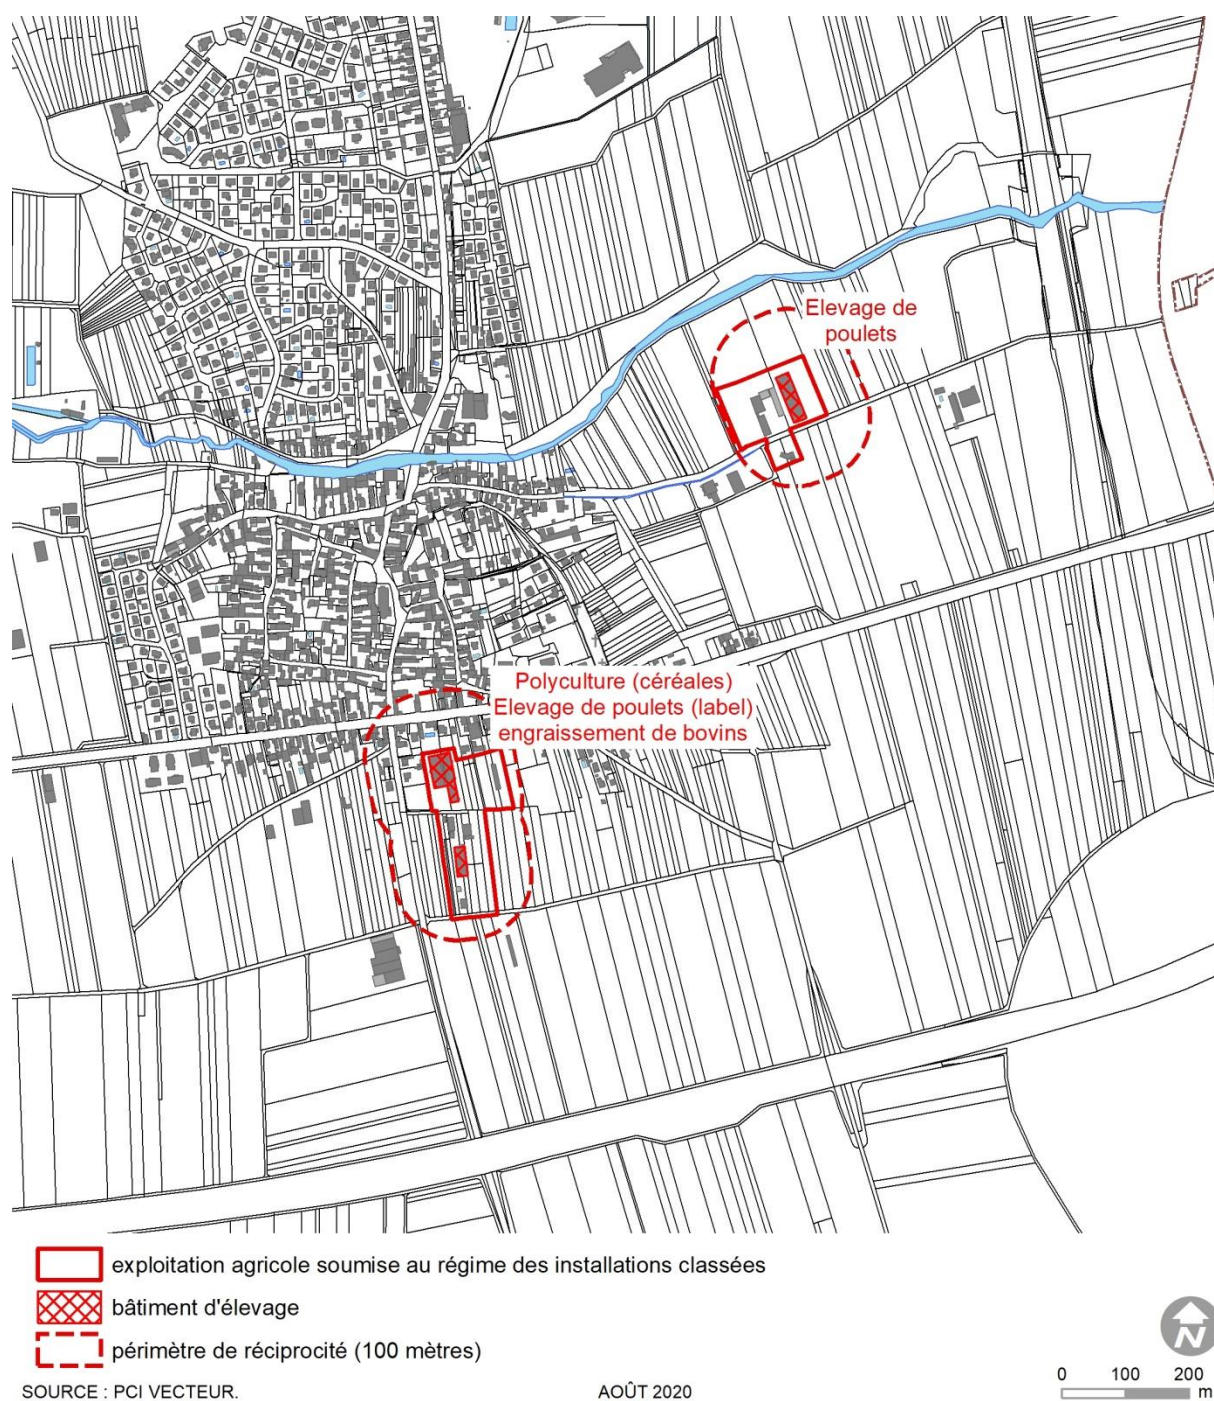 Elevage de
poulets
Polyculture (céréales)
Elevage de poulets (label)
engraissement de bovins
exploitation agricole soumise au régime des installations classées
bâtiment d'élevage
périmètre de réciprocité (100 mètres)
N
0 100 200
m
SOURCE : PCI VECTEUR.
AOÛT 2020